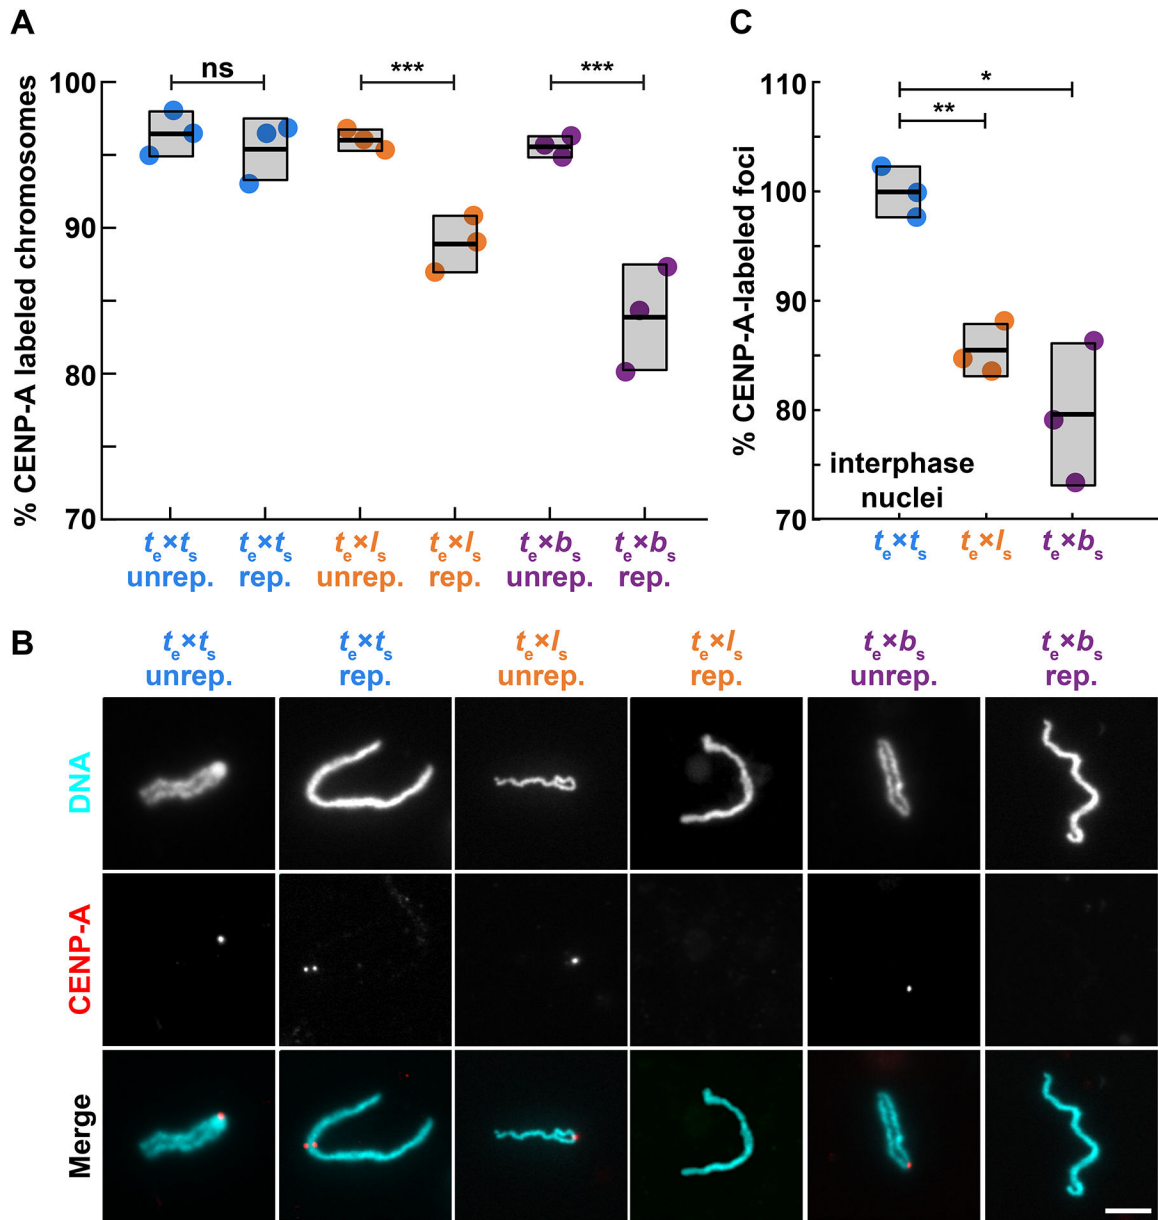 A
% CENP-A labeled chromosomes
100
90
80
70
ns
***
***
te×ts
unrep.
te×ts
rep.
te×ls
unrep.
te×ls
rep.
te×bs
unrep.
te×bs
rep.
C
% CENP-A-labeled foci
110
100
90
80
70
*
**
interphase
nuclei
te×ts
te×ls
te×bs
B
te×ts
unrep.
te×ts
rep.
te×ls
unrep.
te×ls
rep.
te×bs
unrep.
te×bs
rep.
DNA
CENP-A
Merge